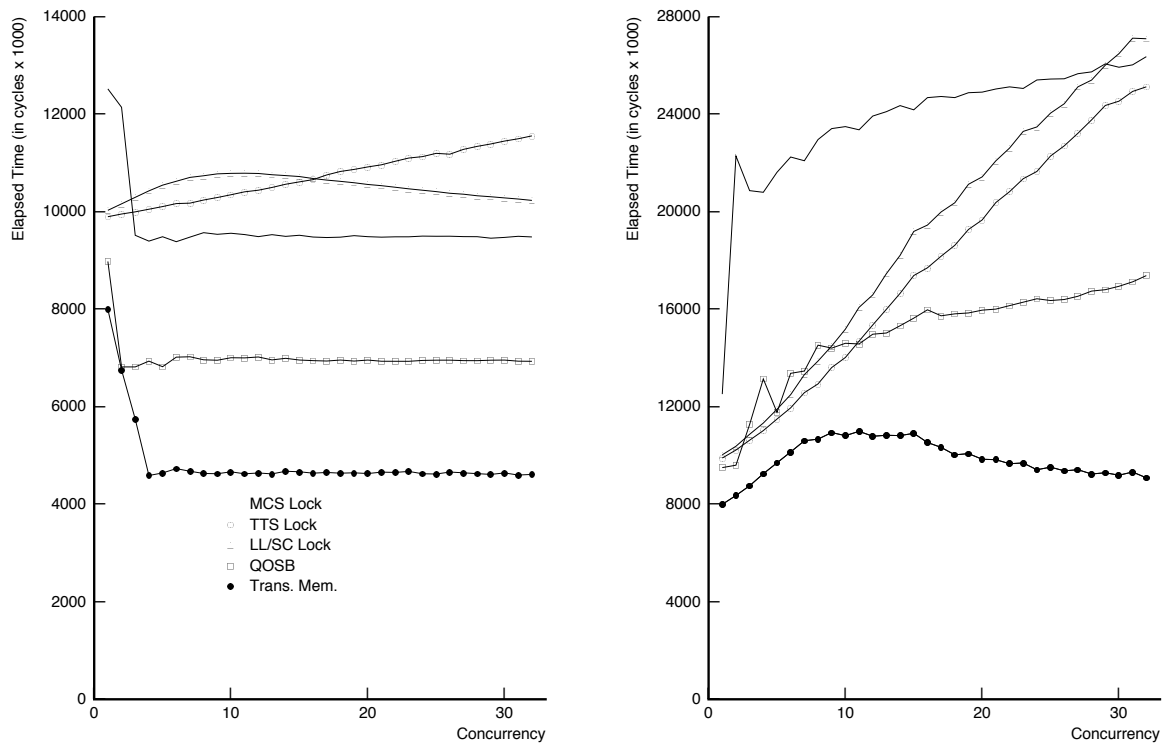 Elapsed Time (in cycles x 1000)
14000
12000
10000
8000
6000
4000
2000
0
MCS Lock
TTS Lock
LL/SC Lock
QOSB
Trans. Mem.
0
10
20
30
Concurrency
Elapsed Time (in cycles x 1000)
28000
24000
20000
16000
12000
8000
4000
0
0
10
20
30
Concurrency